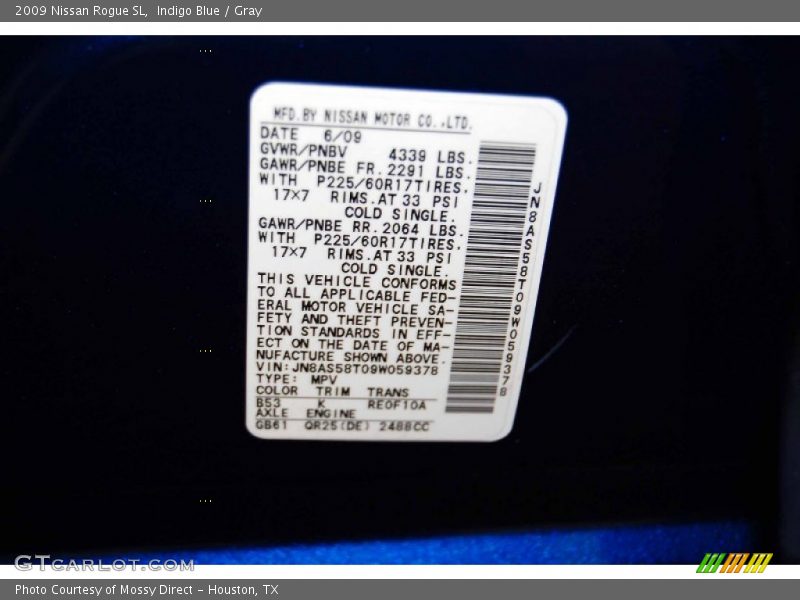 2009 Nissan Rogue SL,  Indigo Blue / Gray
MFD.BY NISSAN MOTOR CO.,LTD.
DATE 6/09
GVWR/PNBV 4339 LBS.
GAWR/PNBE FR. 2291 LBS.
WITH P225/60R17TIRES.
17×7 RIMS.AT 33 PSI
COLD SINGLE.
GAWR/PNBE RR. 2064 LBS.
WITH P225/60R17TIRES.
17×7 RIMS.AT 33 PSI
COLD SINGLE.
THIS VEHICLE CONFORMS
TO ALL APPLICABLE FED-
ERAL MOTOR VEHICLE SA-
FETY AND THEFT PREVEN-
TION STANDARDS IN EFF-
ECT ON THE DATE OF MA-
NUFACTURE SHOWN ABOVE.
VIN:JN8AS58T09W059378
TYPE: MPV
COLOR TRIM TRANS
B53 K RE0F10A
AXLE ENGINE
GB61 QR25(DE) 2488CC
JN8AS58T09W059378
GTcarlot.com
Photo Courtesy of Mossy Direct – Houston, TX